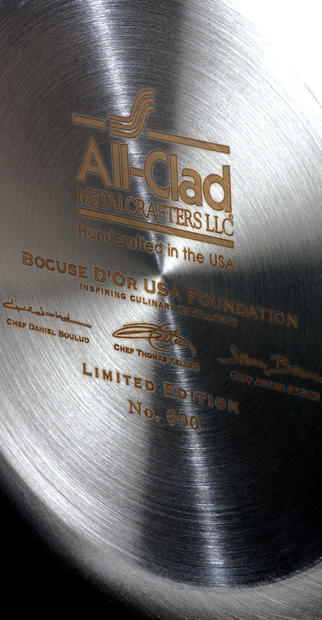 All-Clad®
METALCRAFTERS LLC
Handcrafted in the USA
BOCUSE D'OR USA FOUNDATION
INSPIRING CULINARY EXCELLENCE
CHEF DANIEL BOULUD
CHEF THOMAS KELLER
CHEF
LIMITED EDITION
No. 000